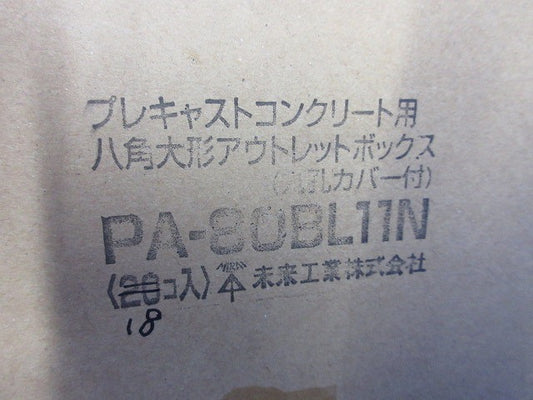 プレキャストコンクリート用
八角大形アウトレットボックス
カバー付)
PA-80BL11N
〈20コ入〉 未来工業株式会社
18